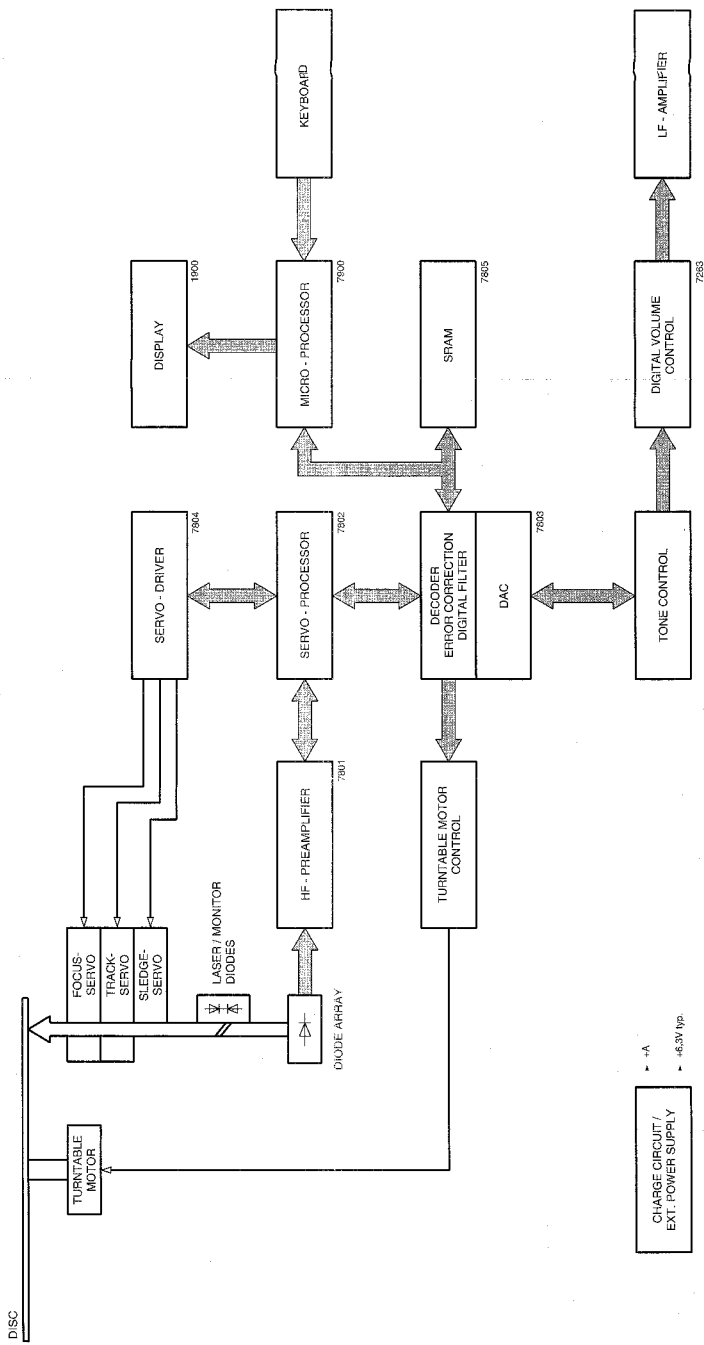 DISC
TURNTABLE
MOTOR
FOCUS-
SERVO
TRACK-
SERVO
SLEDGE-
SERVO
LASER / MONITOR
DIODES
DIODE ARRAY
SERVO - DRIVER
7804
DISPLAY
1900
HF - PREAMPLIFIER
7801
SERVO - PROCESSOR
7802
MICRO - PROCESSOR
7900
KEYBOARD
TURNTABLE MOTOR
CONTROL
DECODER
ERROR CORRECTION
DIGITAL FILTER
DAC
7803
SRAM
7805
CHARGE CIRCUIT /
EXT. POWER SUPPLY
+A
+6.3V typ.
TONE CONTROL
DIGITAL VOLUME
CONTROL
7263
LF - AMPLIFIER